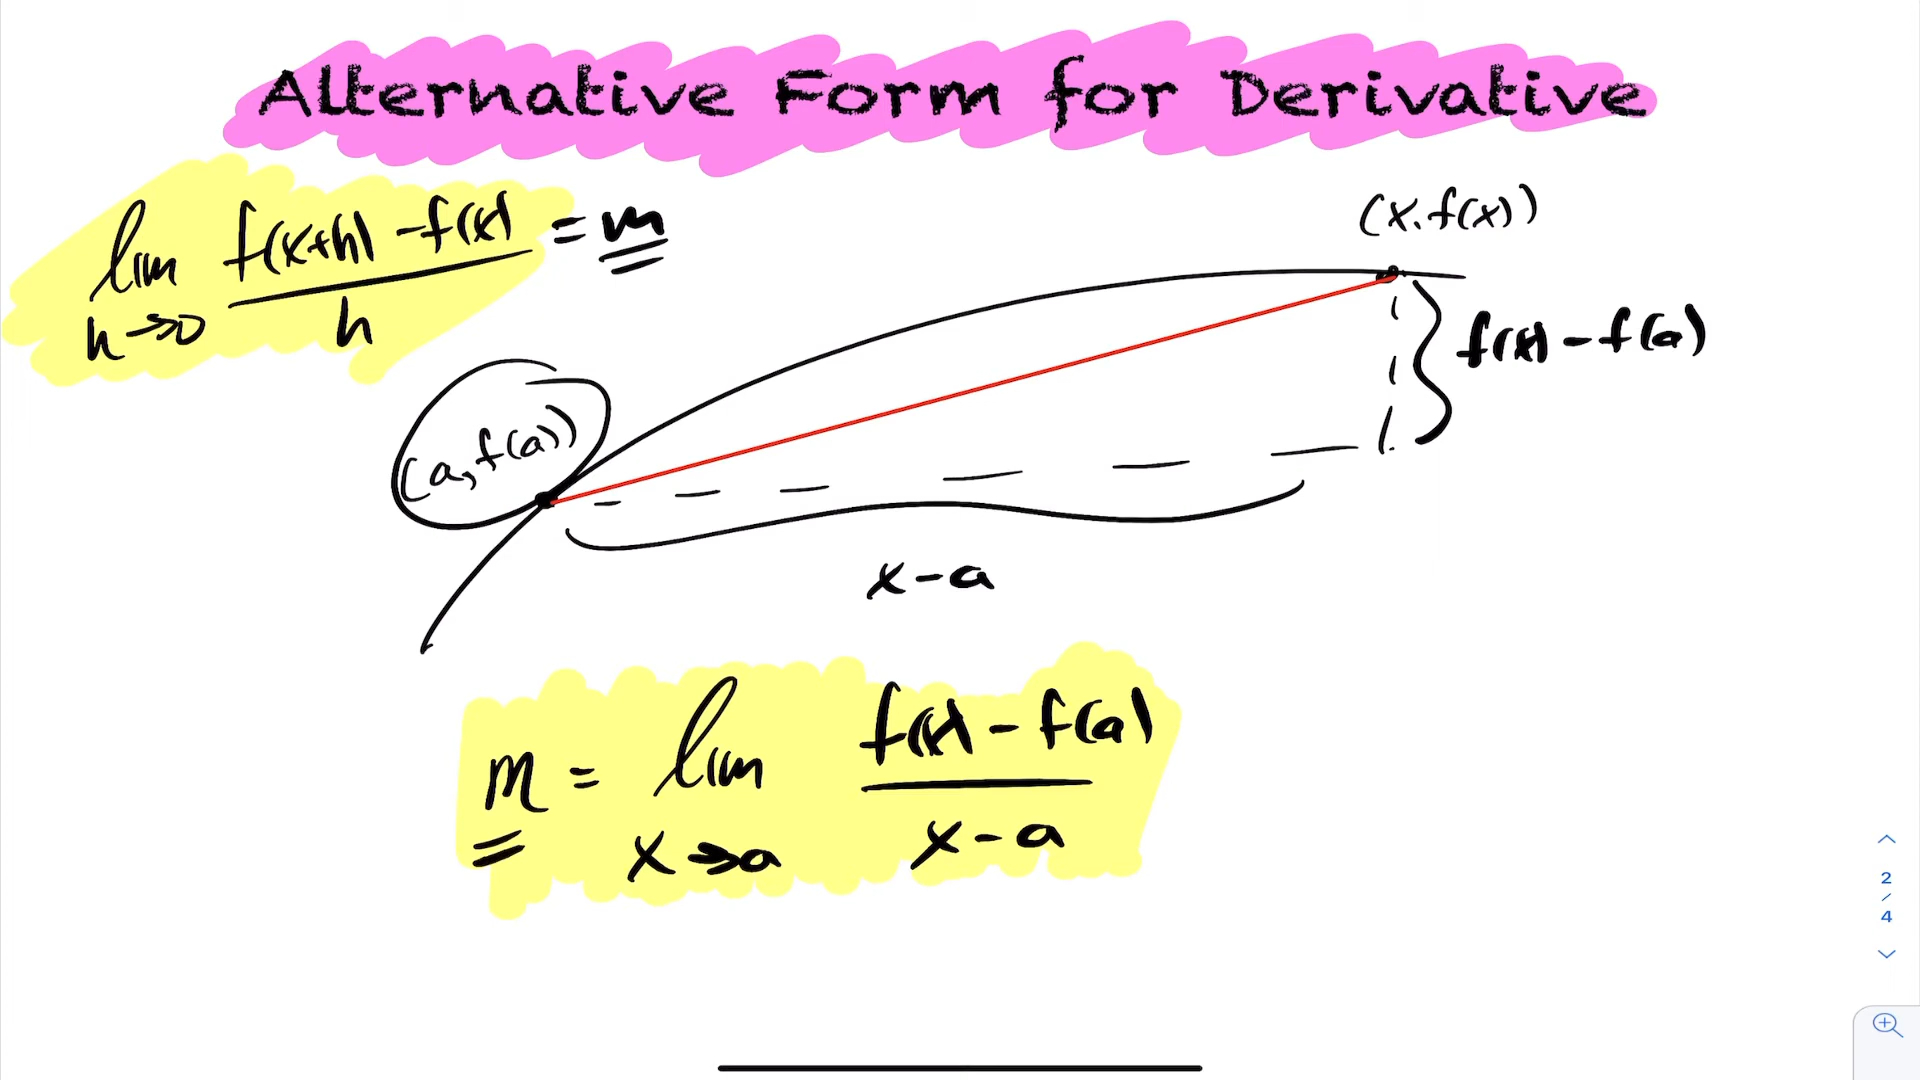 Alternative Form for Derivative
lim f(x+h) - f(x) = m
h→0 h
(x, f(x))
f(x) - f(a)
(a, f(a))
x - a
m = lim f(x) - f(a)
x→a x - a
2
/
4